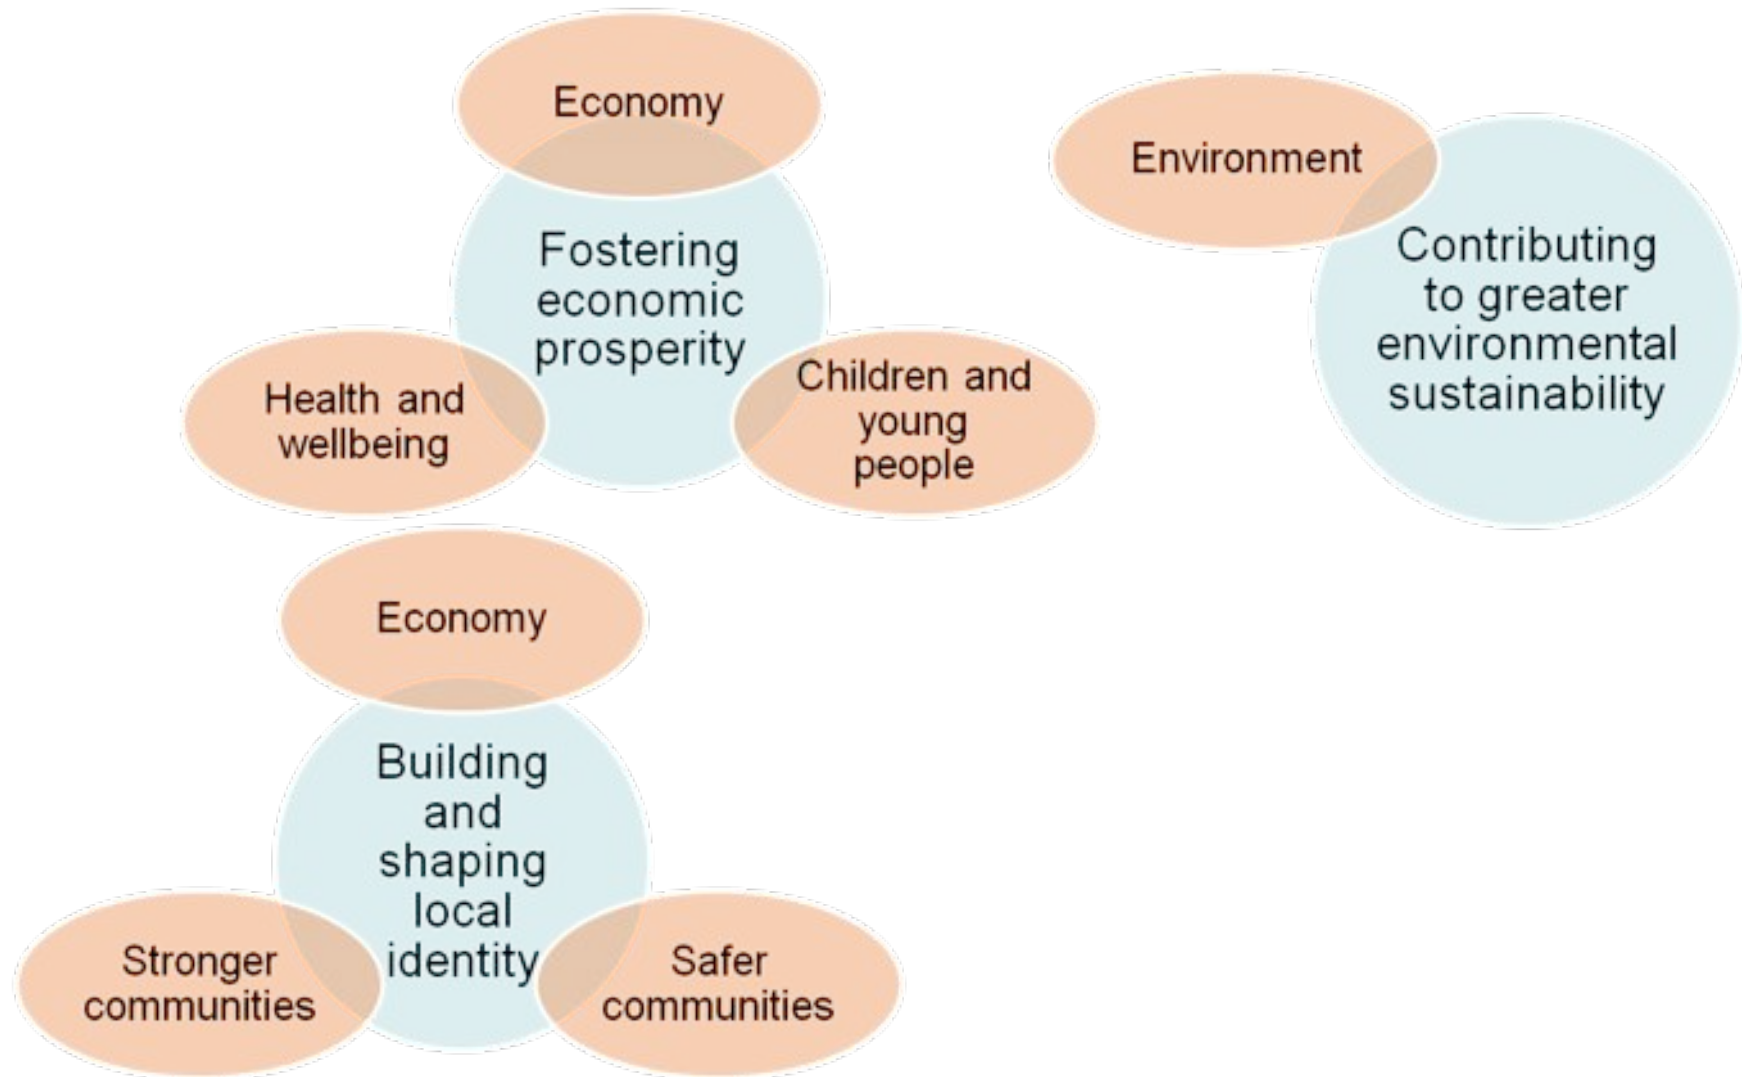 Economy
Fostering
economic
prosperity
Health and
wellbeing
Children and
young
people
Environment
Contributing
to greater
environmental
sustainability
Economy
Building
and
shaping
local
identity
Stronger
communities
Safer
communities